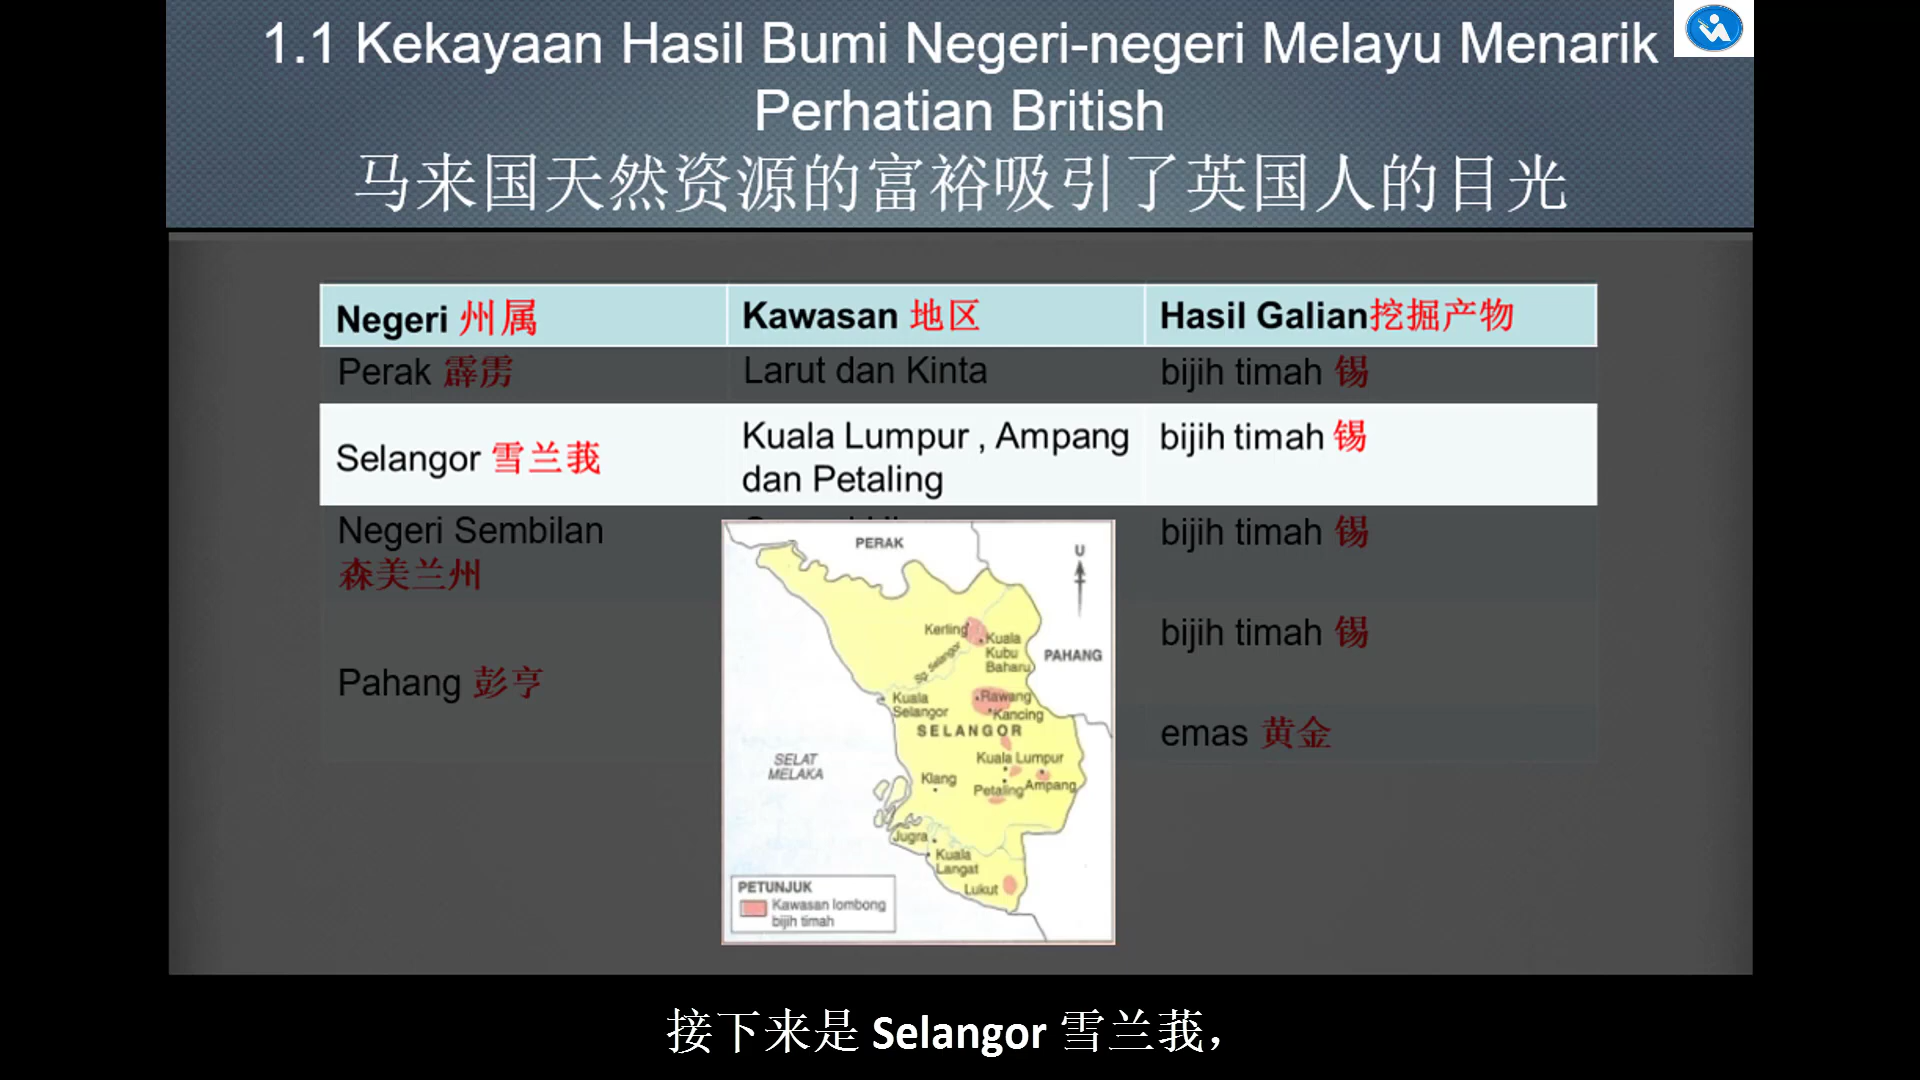 1.1 Kekayaan Hasil Bumi Negeri-negeri Melayu Menarik
Perhatian British
马来国天然资源的富裕吸引了英国人的目光
Negeri 州属
Kawasan 地区
Hasil Galian挖掘产物
Perak 霹雳
Larut dan Kinta
bijih timah 锡
Selangor 雪兰莪
Kuala Lumpur , Ampang
dan Petaling
bijih timah 锡
Negeri Sembilan
森美兰州
bijih timah 锡
Pahang 彭亨
bijih timah 锡
emas 黄金
PERAK
U
Kerling
Kuala
Kubu
Baharu
PAHANG
Sg. Selangor
Kuala
Selangor
Rawang
Kancing
SELANGOR
SELAT
MELAKA
Kuala Lumpur
Klang
Petaling
Ampang
Jugra
Kuala
Langat
Lukut
PETUNJUK
Kawasan lombong
bijih timah
接下来是 Selangor 雪兰莪，